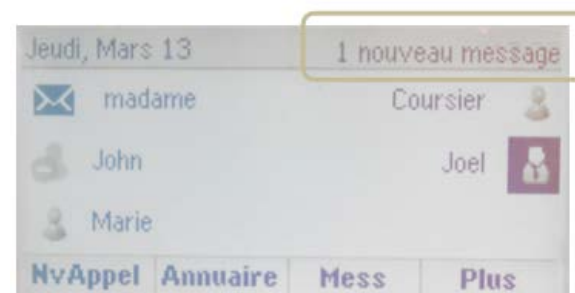 Jeudi, Mars 13 1 nouveau message
madame Coursier
John Joel
Marie
NvAppel Annuaire Mess Plus